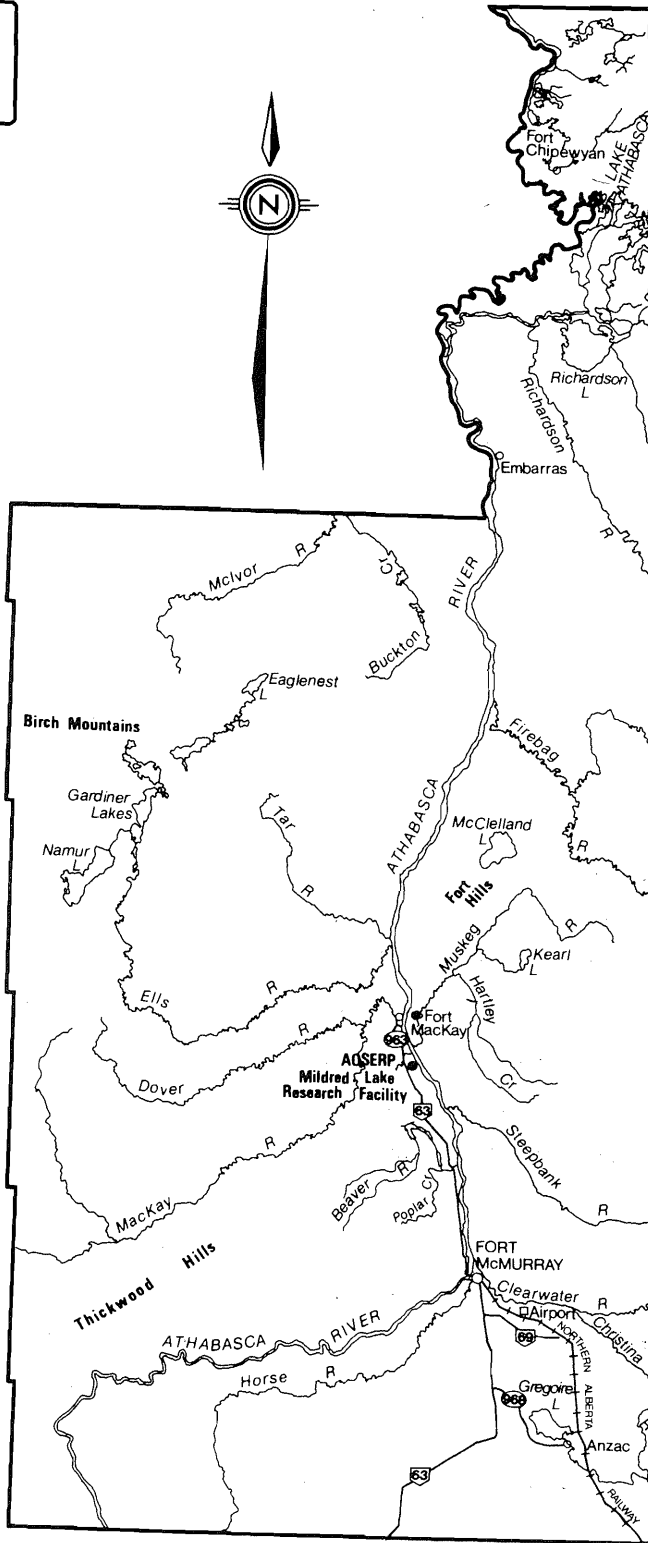 Fort
Chipewyan
LAKE
ATHABASCA
N
Richardson
L
Richardson
R
Embarras
McIvor R
Cr
Buckton
RIVER
Eaglenest
L
Birch Mountains
Firebag
R
Gardiner
Lakes
Tar
R
ATHABASCA
McClelland
L
Namur
L
Fort
Hills
Muskeg
R
Kearl
L
Ells R
Hartley
Cr
Fort
MacKay
963
Dover R
AOSERP
Mildred Lake
Research Facility
63
Steepbank
R
MacKay R
Beaver R
Poplar Cr
Thickwood Hills
FORT
McMURRAY
Clearwater R
Airport
Christina
69
NORTHERN
ALBERTA
RAILWAY
ATHABASCA RIVER
Horse R
Gregoire
L
968
Anzac
63